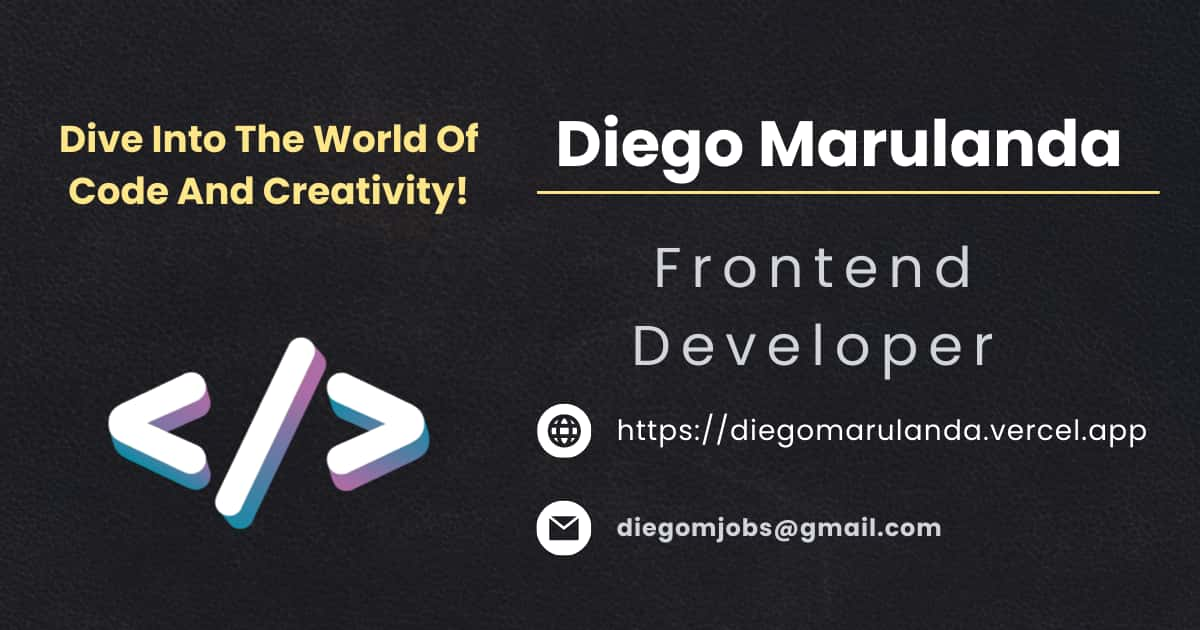 Dive Into The World Of
Code And Creativity!
</>
Diego Marulanda
Frontend
Developer
https://diegomarulanda.vercel.app
diegomjobs@gmail.com